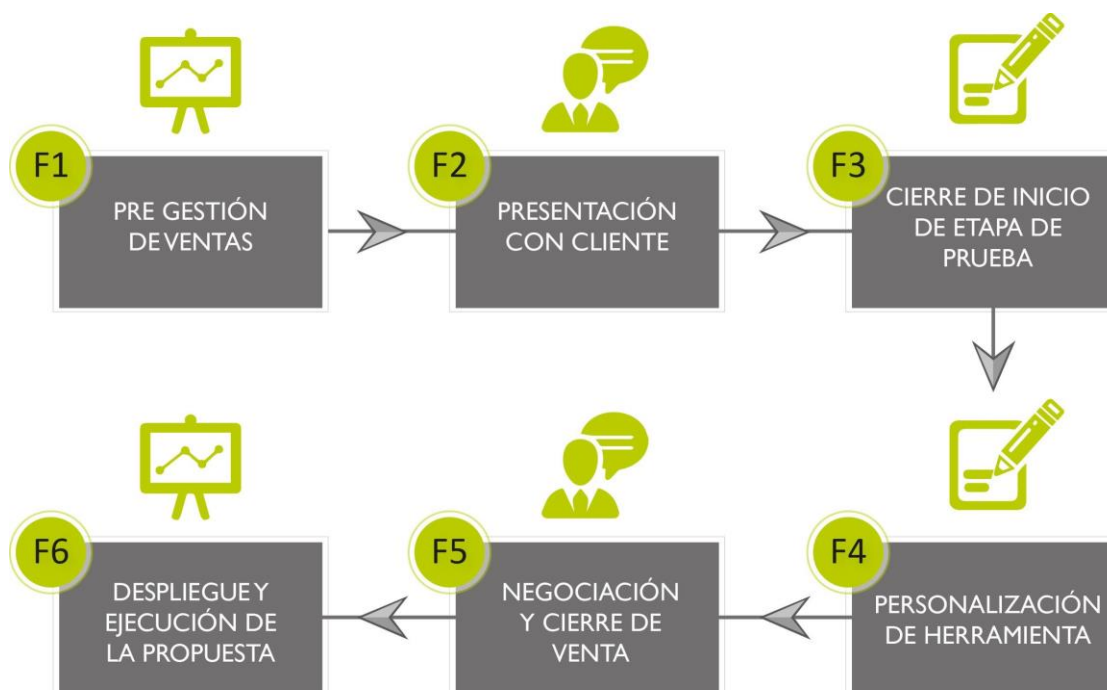 F1
PRE GESTIÓN
DE VENTAS
F2
PRESENTACIÓN
CON CLIENTE
F3
CIERRE DE INICIO
DE ETAPA DE
PRUEBA
F4
PERSONALIZACIÓN
DE HERRAMIENTA
F5
NEGOCIACIÓN
Y CIERRE DE
VENTA
F6
DESPLIEGUE Y
EJECUCIÓN DE
LA PROPUESTA